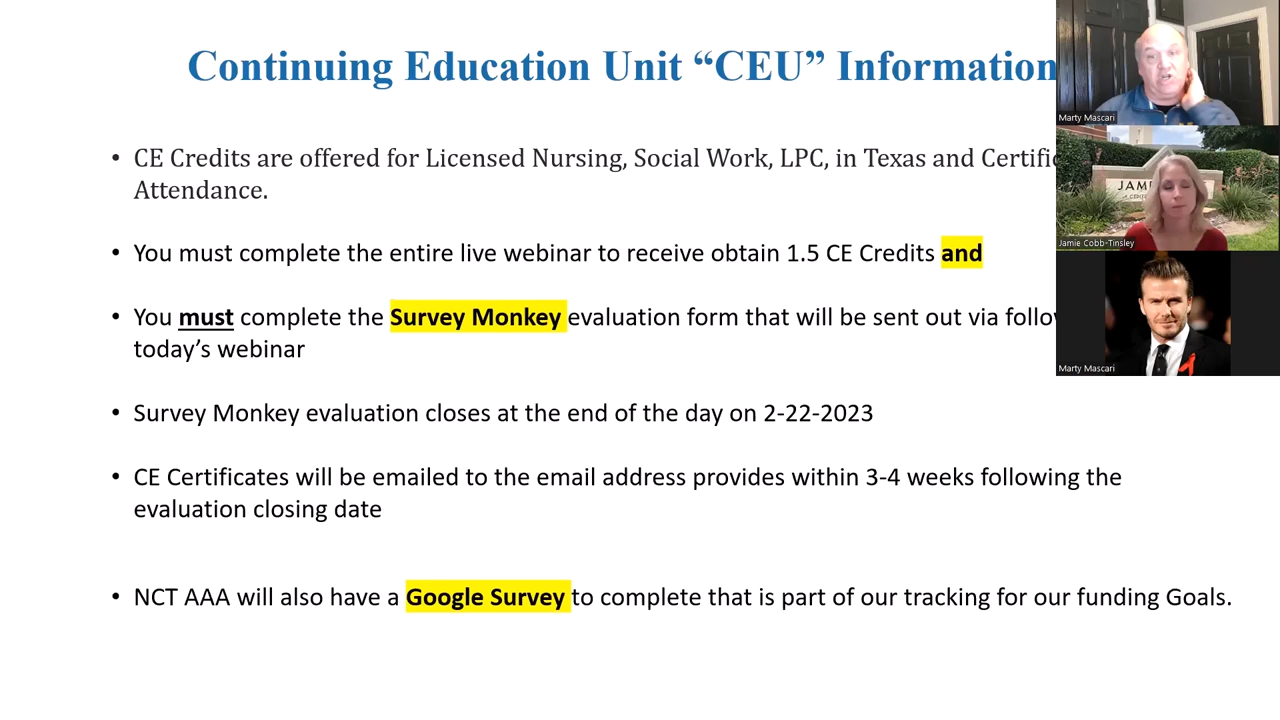 Continuing Education Unit “CEU” Information
• CE Credits are offered for Licensed Nursing, Social Work, LPC, in Texas and
Attendance.
• You must complete the entire live webinar to receive obtain 1.5 CE Credits and
• You must complete the Survey Monkey evaluation form that will be sent out via
today’s webinar
• Survey Monkey evaluation closes at the end of the day on 2-22-2023
• CE Certificates will be emailed to the email address provides within 3-4 weeks following the
evaluation closing date
• NCT AAA will also have a Google Survey to complete that is part of our tracking for our funding Goals.
Marty Mascari
Jamie Cobb-Tinsley
Marty Mascari